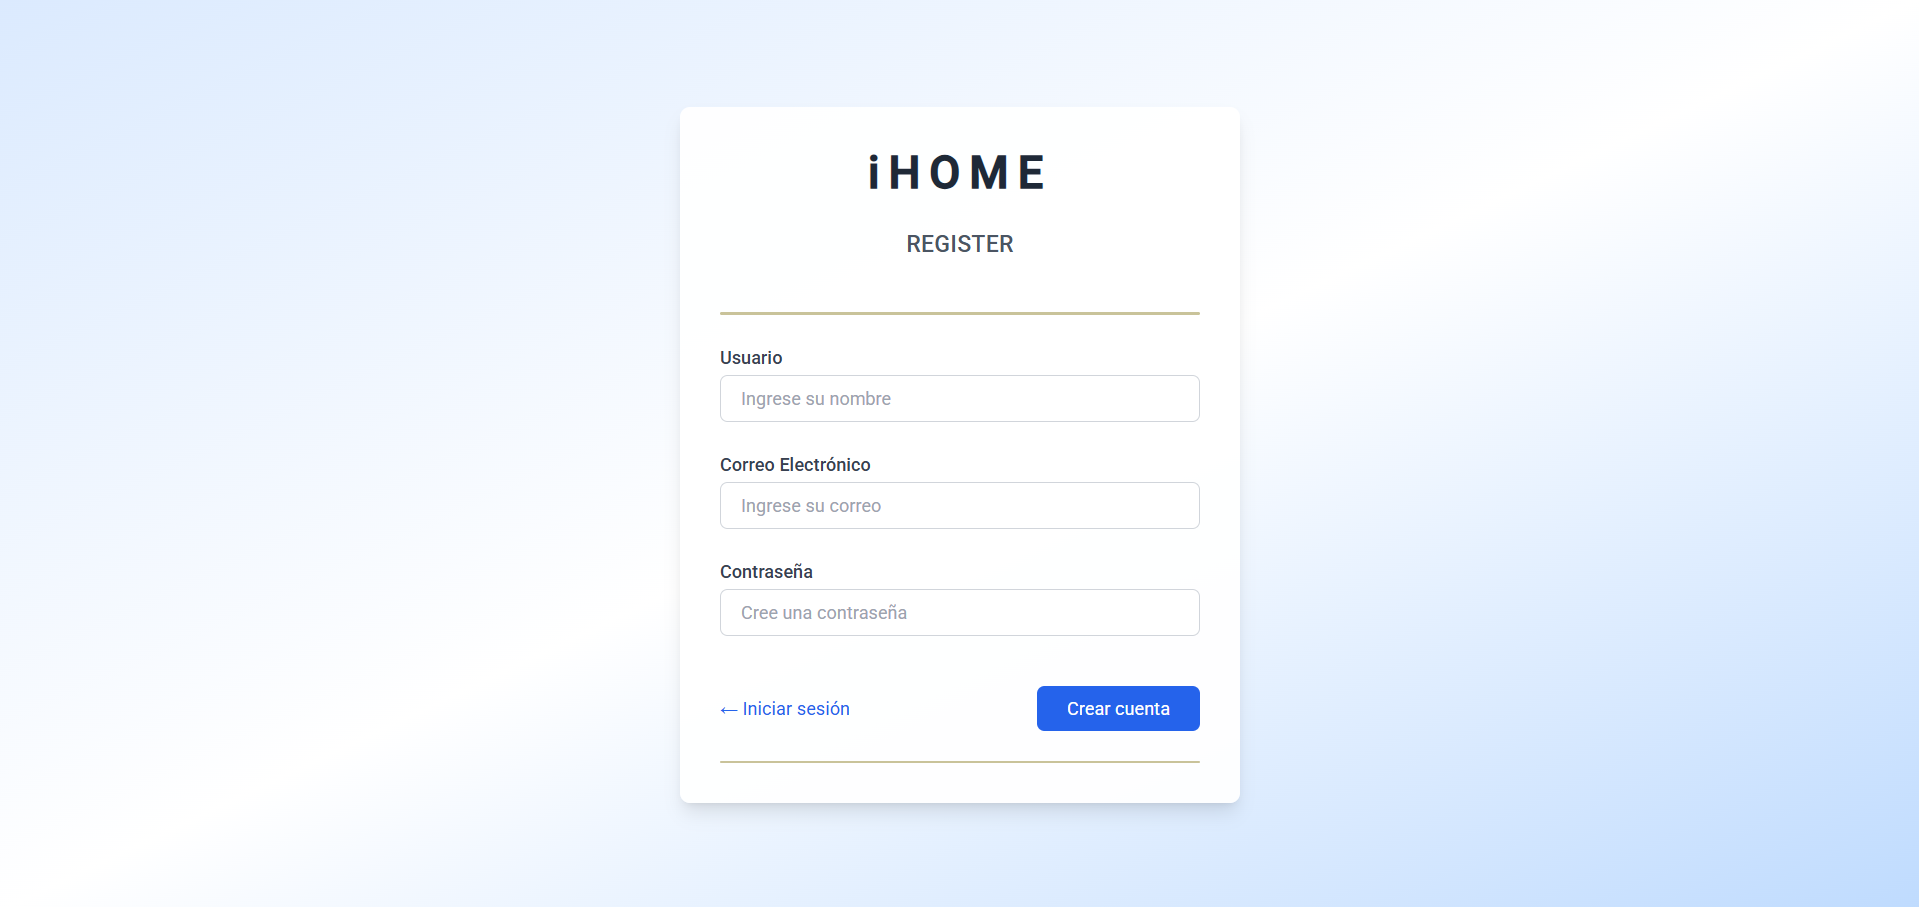 iHOME
REGISTER
Usuario
Ingrese su nombre
Correo Electrónico
Ingrese su correo
Contraseña
Cree una contraseña
← Iniciar sesión
Crear cuenta